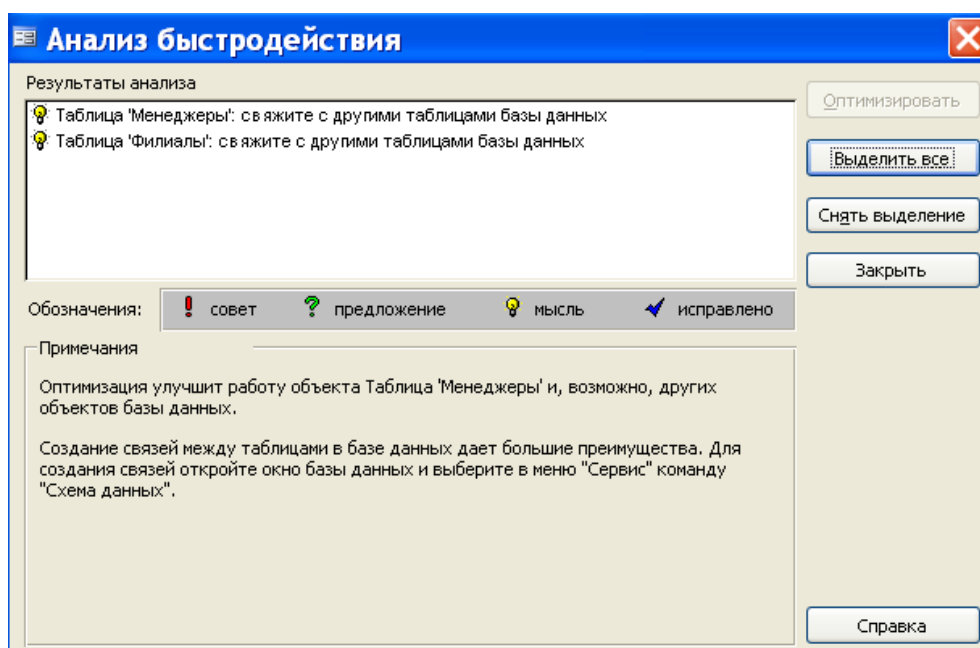 Анализ быстродействия
Результаты анализа
Таблица 'Менеджеры': свяжите с другими таблицами базы данных
Таблица 'Филиалы': свяжите с другими таблицами базы данных
Оптимизировать
Выделить все
Снять выделение
Закрыть
Обозначения:
совет
предложение
мысль
исправлено
Примечания
Оптимизация улучшит работу объекта Таблица 'Менеджеры' и, возможно, других
объектов базы данных.
Создание связей между таблицами в базе данных дает большие преимущества. Для
создания связей откройте окно базы данных и выберите в меню "Сервис" команду
"Схема данных".
Справка